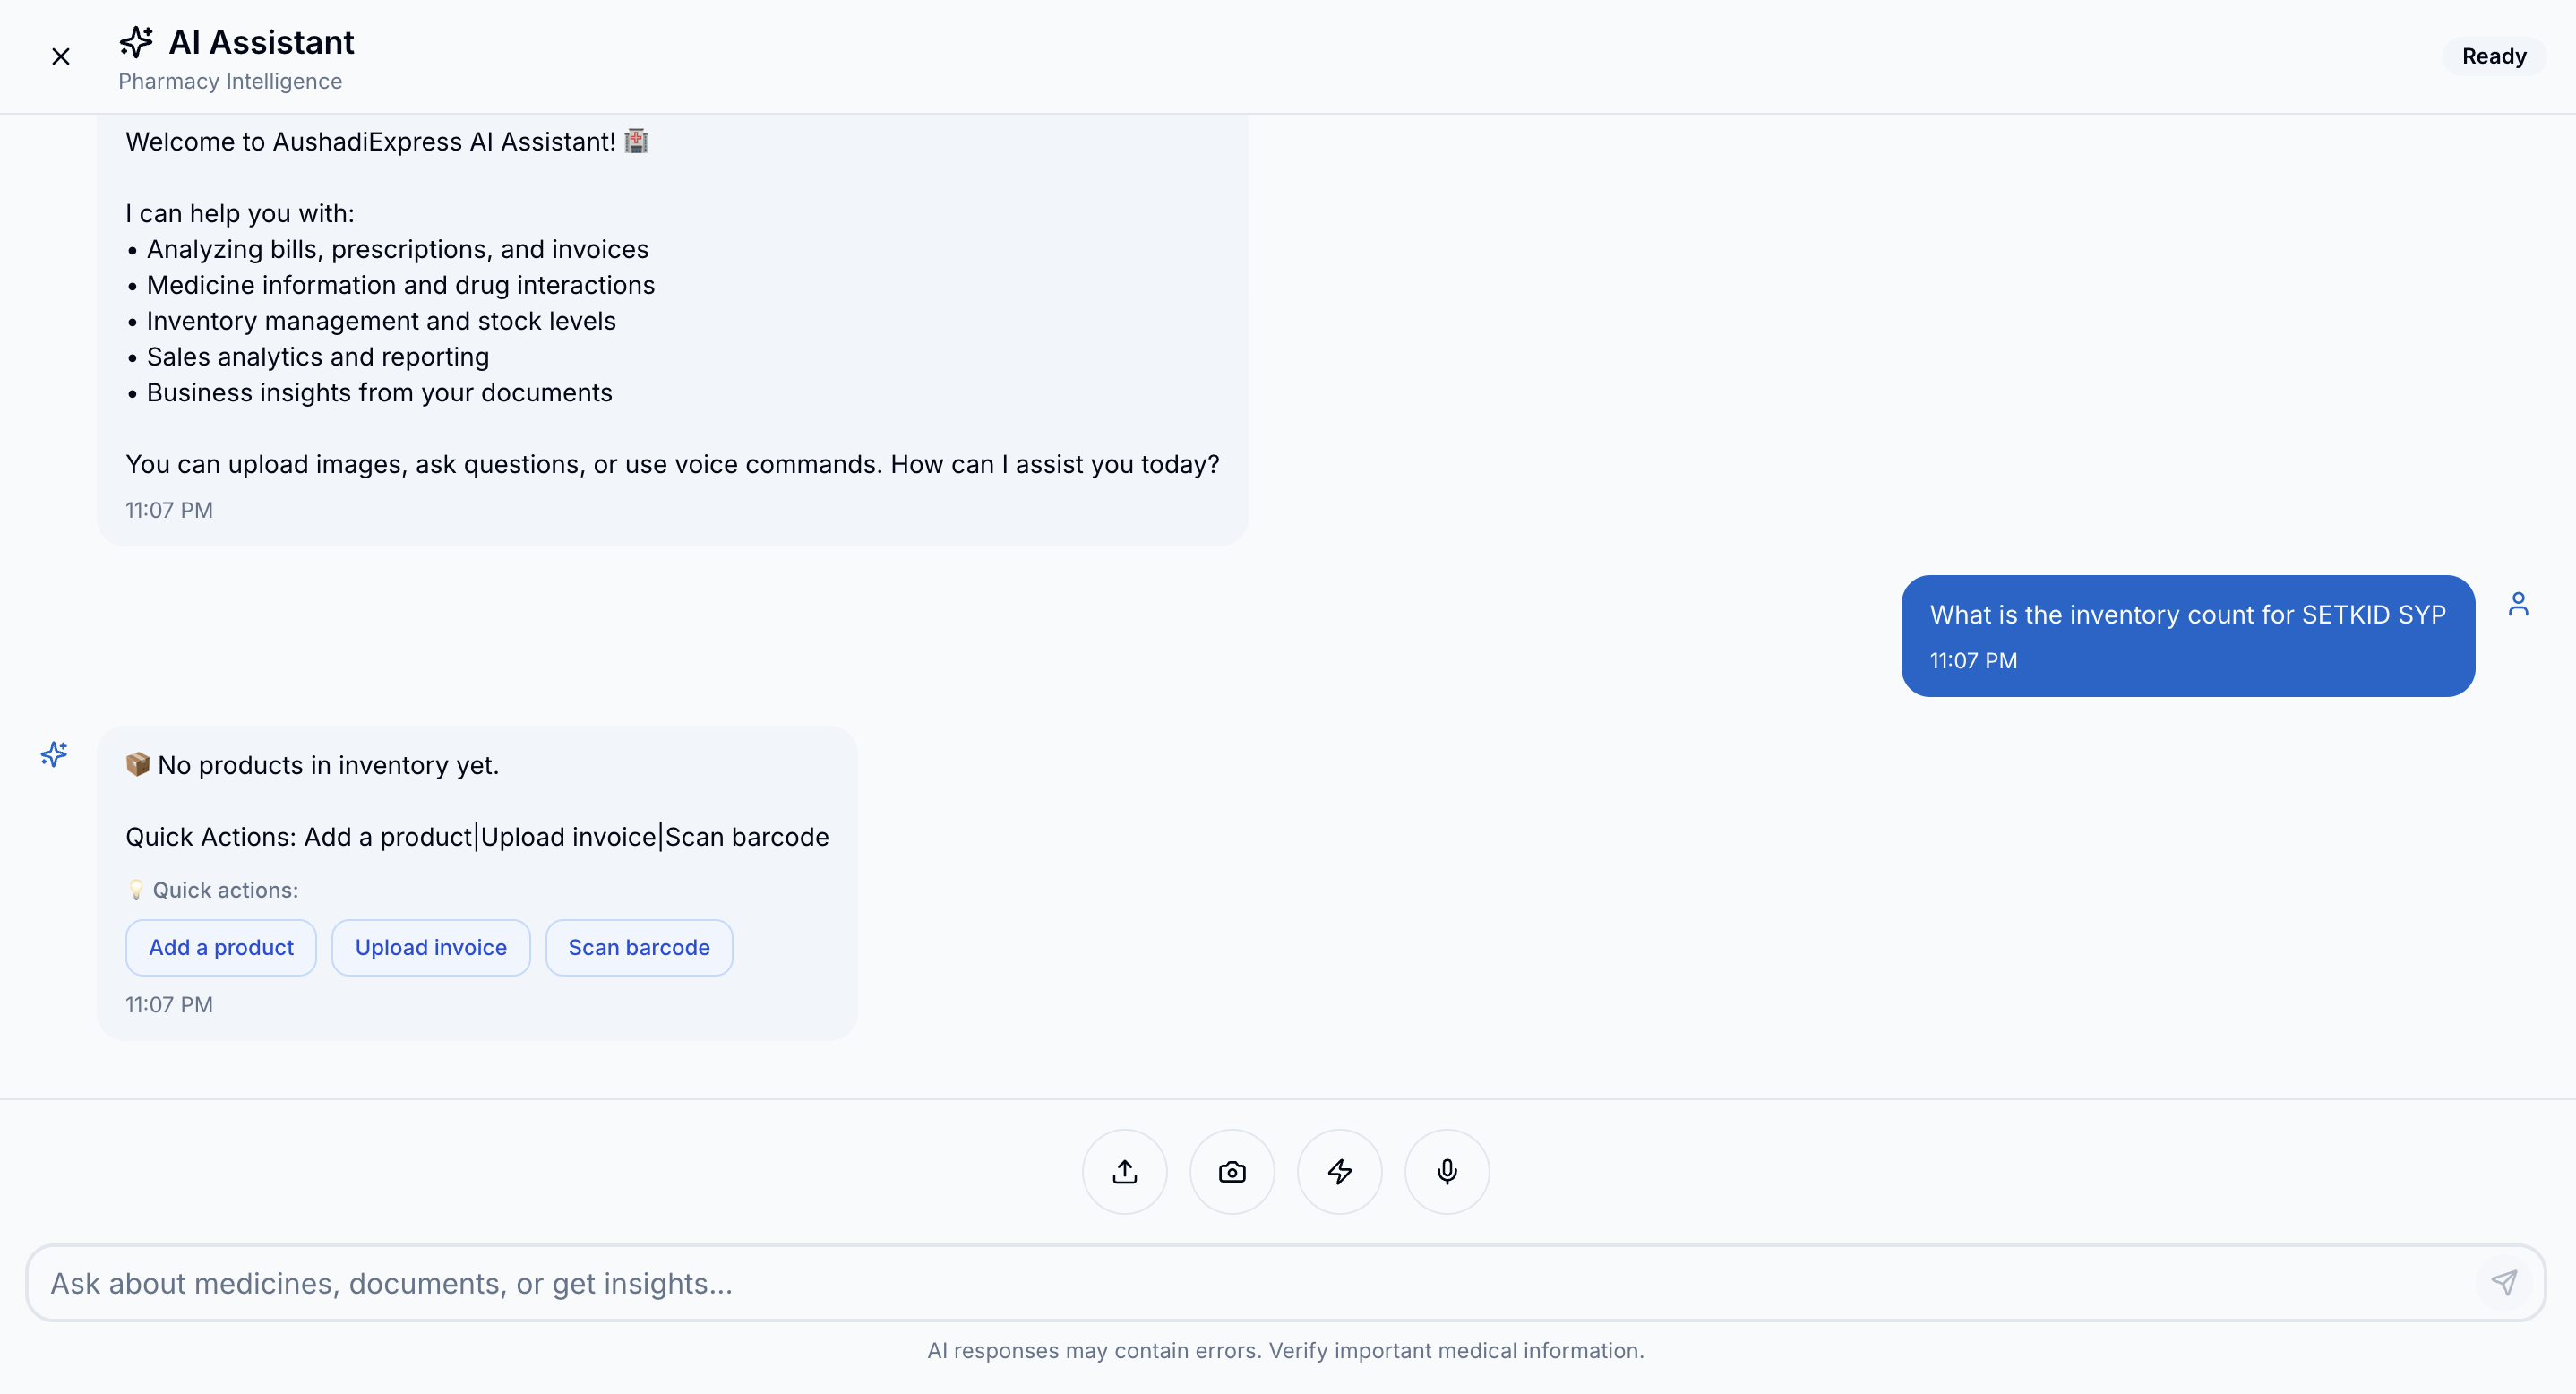 AI Assistant
Pharmacy Intelligence
Ready
Welcome to AushadiExpress AI Assistant! 🏥
I can help you with:
• Analyzing bills, prescriptions, and invoices
• Medicine information and drug interactions
• Inventory management and stock levels
• Sales analytics and reporting
• Business insights from your documents
You can upload images, ask questions, or use voice commands. How can I assist you today?
11:07 PM
What is the inventory count for SETKID SYP
11:07 PM
📦 No products in inventory yet.
Quick Actions: Add a product|Upload invoice|Scan barcode
💡 Quick actions:
Add a product Upload invoice Scan barcode
11:07 PM
Ask about medicines, documents, or get insights...
AI responses may contain errors. Verify important medical information.